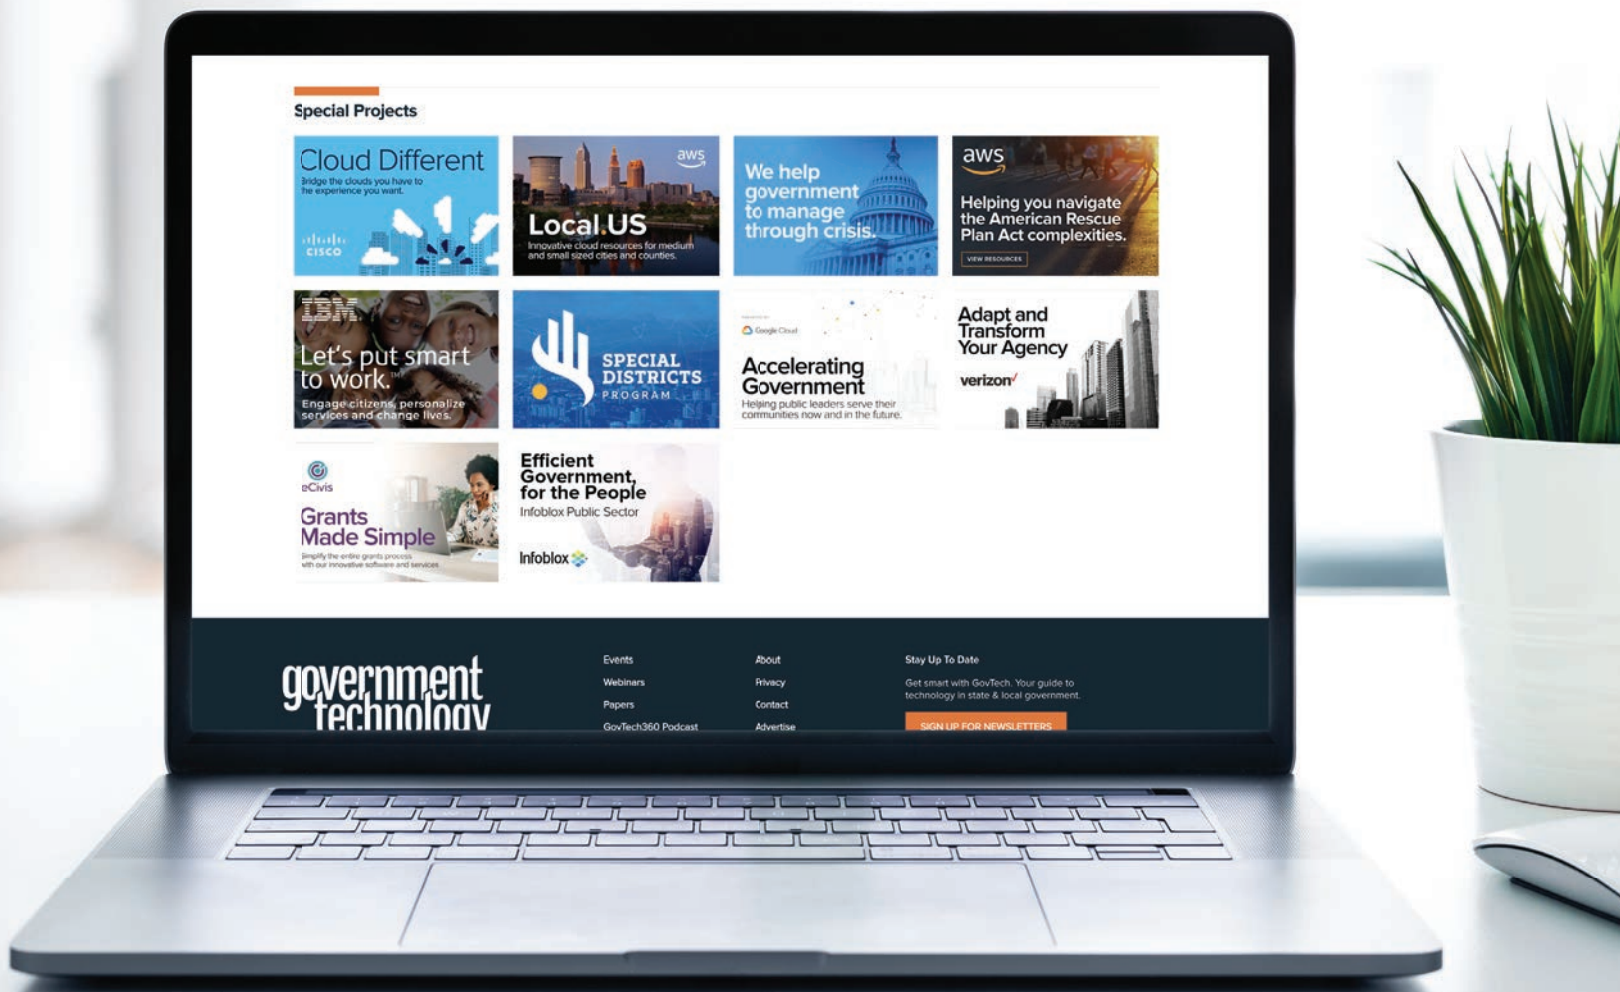 Special Projects
Cloud Different
Bridge the clouds you have to
the experience you want.
CISCO
aws
Local.US
Innovative cloud resources for medium
and small sized cities and counties.
We help
government
to manage
through crisis.
aws
Helping you navigate
the American Rescue
Plan Act complexities.
VIEW RESOURCES
IBM
Let's put smart
to work.™
Engage citizens, personalize
services and change lives.
SPECIAL
DISTRICTS
PROGRAM
Google Cloud
Accelerating
Government
Helping public leaders serve their
communities now and in the future.
Adapt and
Transform
Your Agency
verizon✓
eCivis
Grants
Made Simple
Simplify the entire grants process
with our innovative software and services
Efficient
Government,
for the People
Infoblox Public Sector
Infoblox
government
technology
Events
Webinars
Papers
GovTech360 Podcast
About
Privacy
Contact
Advertise
Stay Up To Date
Get smart with GovTech. Your guide to
technology in state & local government.
SIGN UP FOR NEWSLETTERS